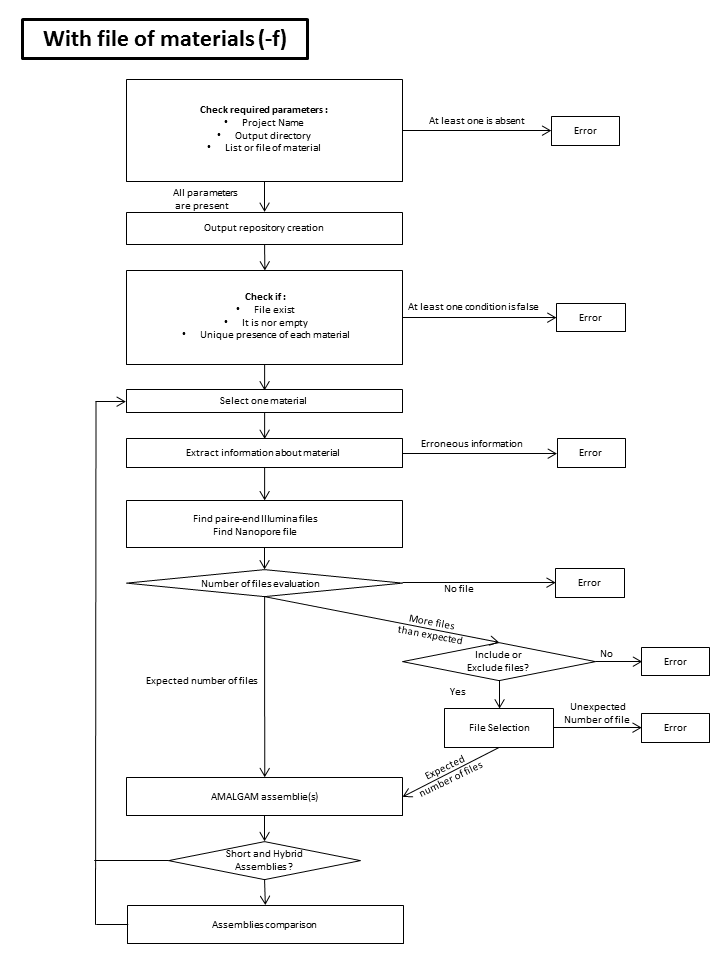 With file of materials (-f)
Check required parameters :
• Project Name
• Output directory
• List or file of material
At least one is absent
Error
All parameters
are present
Output repository creation
Check if :
• File exist
• It is nor empty
• Unique presence of each material
At least one condition is false
Error
Select one material
Extract information about material
Erroneous information
Error
Find paire-end Illumina files
Find Nanopore file
Number of files evaluation
No file
Error
More files
than expected
Include or
Exclude files?
No
Error
Expected number of files
Yes
File Selection
Unexpected
Number of file
Error
Expected
number of files
AMALGAM assemblie(s)
Short and Hybrid
Assemblies ?
Assemblies comparison